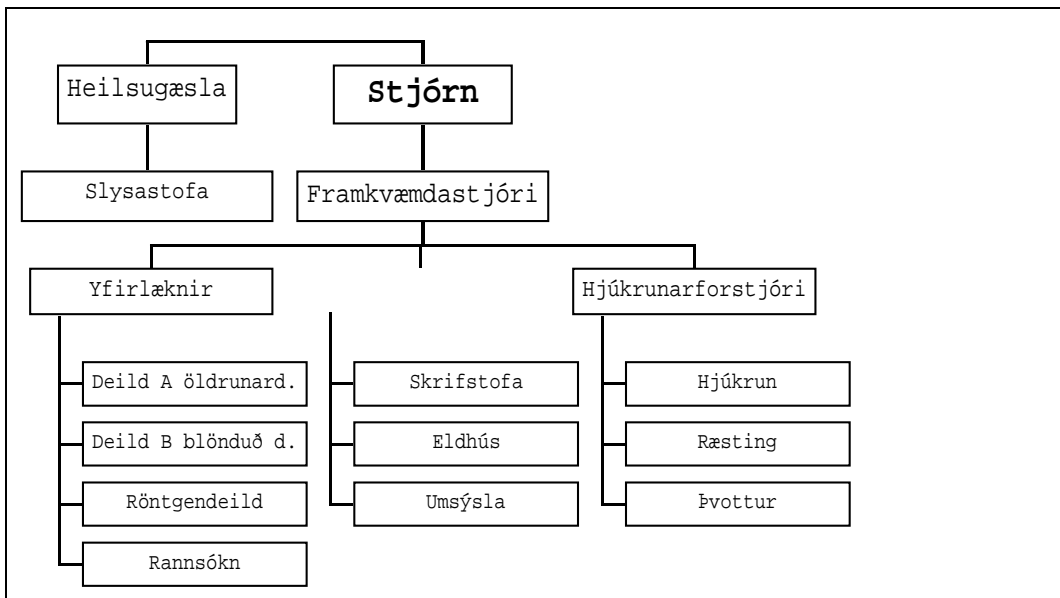 Heilsugæsla
Stjórn
Slysastofa
Framkvæmdastjóri
Yfirlæknir
Hjúkrunarforstjóri
Deild A öldrunard.
Skrifstofa
Hjúkrun
Deild B blönduð d.
Eldhús
Ræsting
Röntgendeild
Umsýsla
Þvottur
Rannsókn